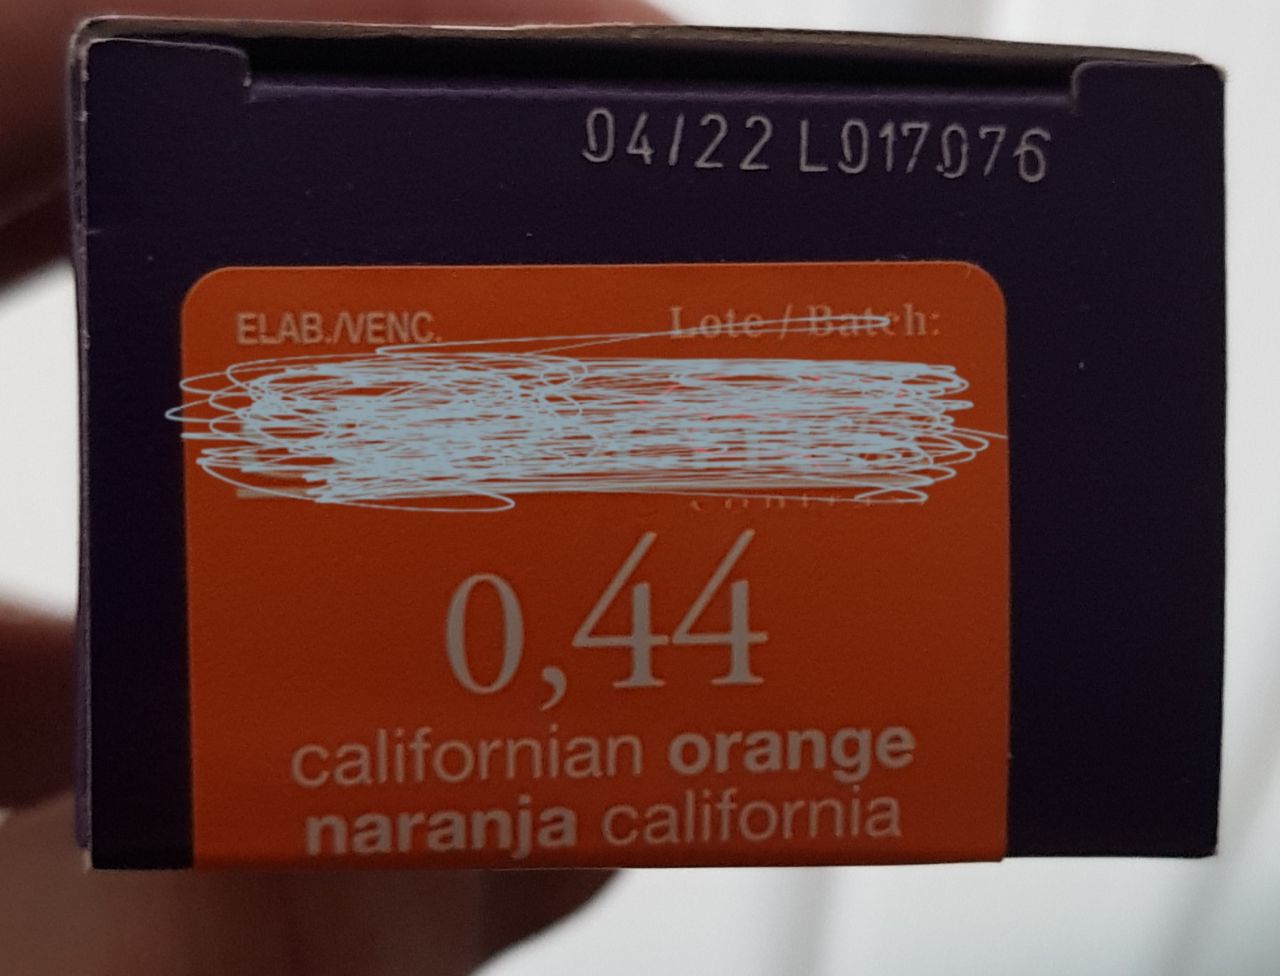 04/22 L017076
ELAB./VENC. Lote / Batch:
0,44
californian orange
naranja california